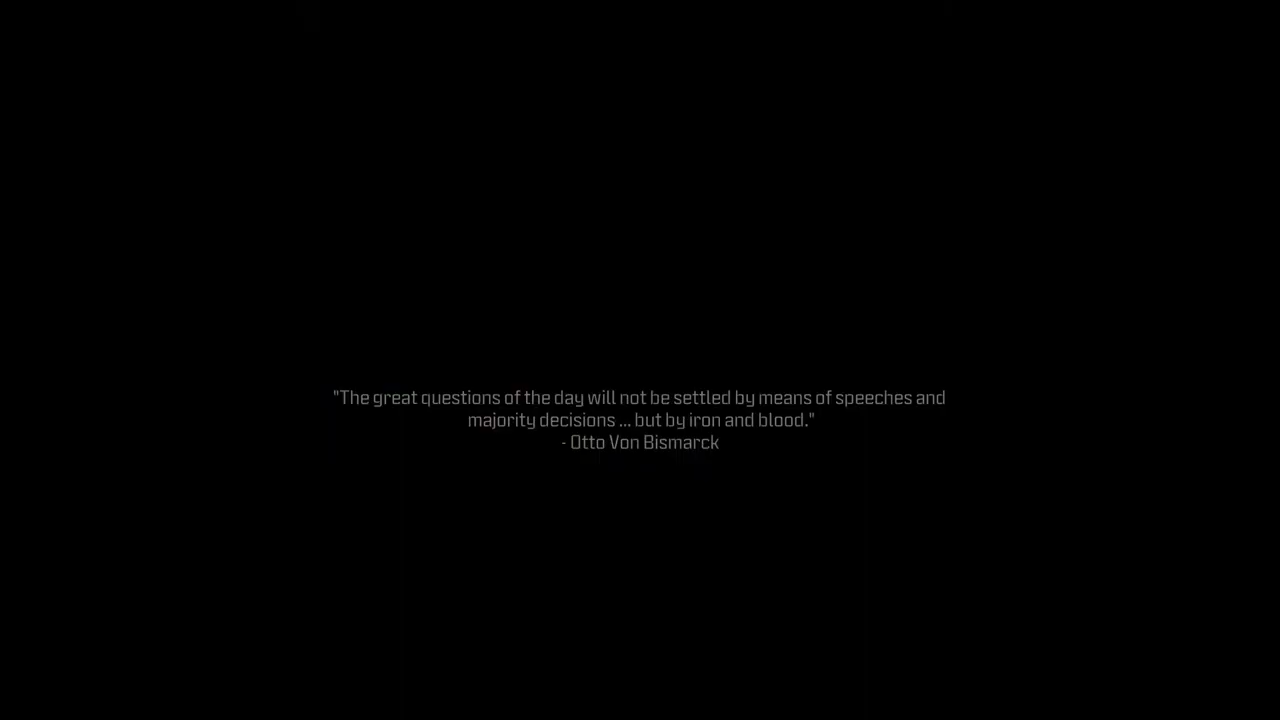 "The great questions of the day will not be settled by means of speeches and
majority decisions ... but by iron and blood."
- Otto Von Bismarck